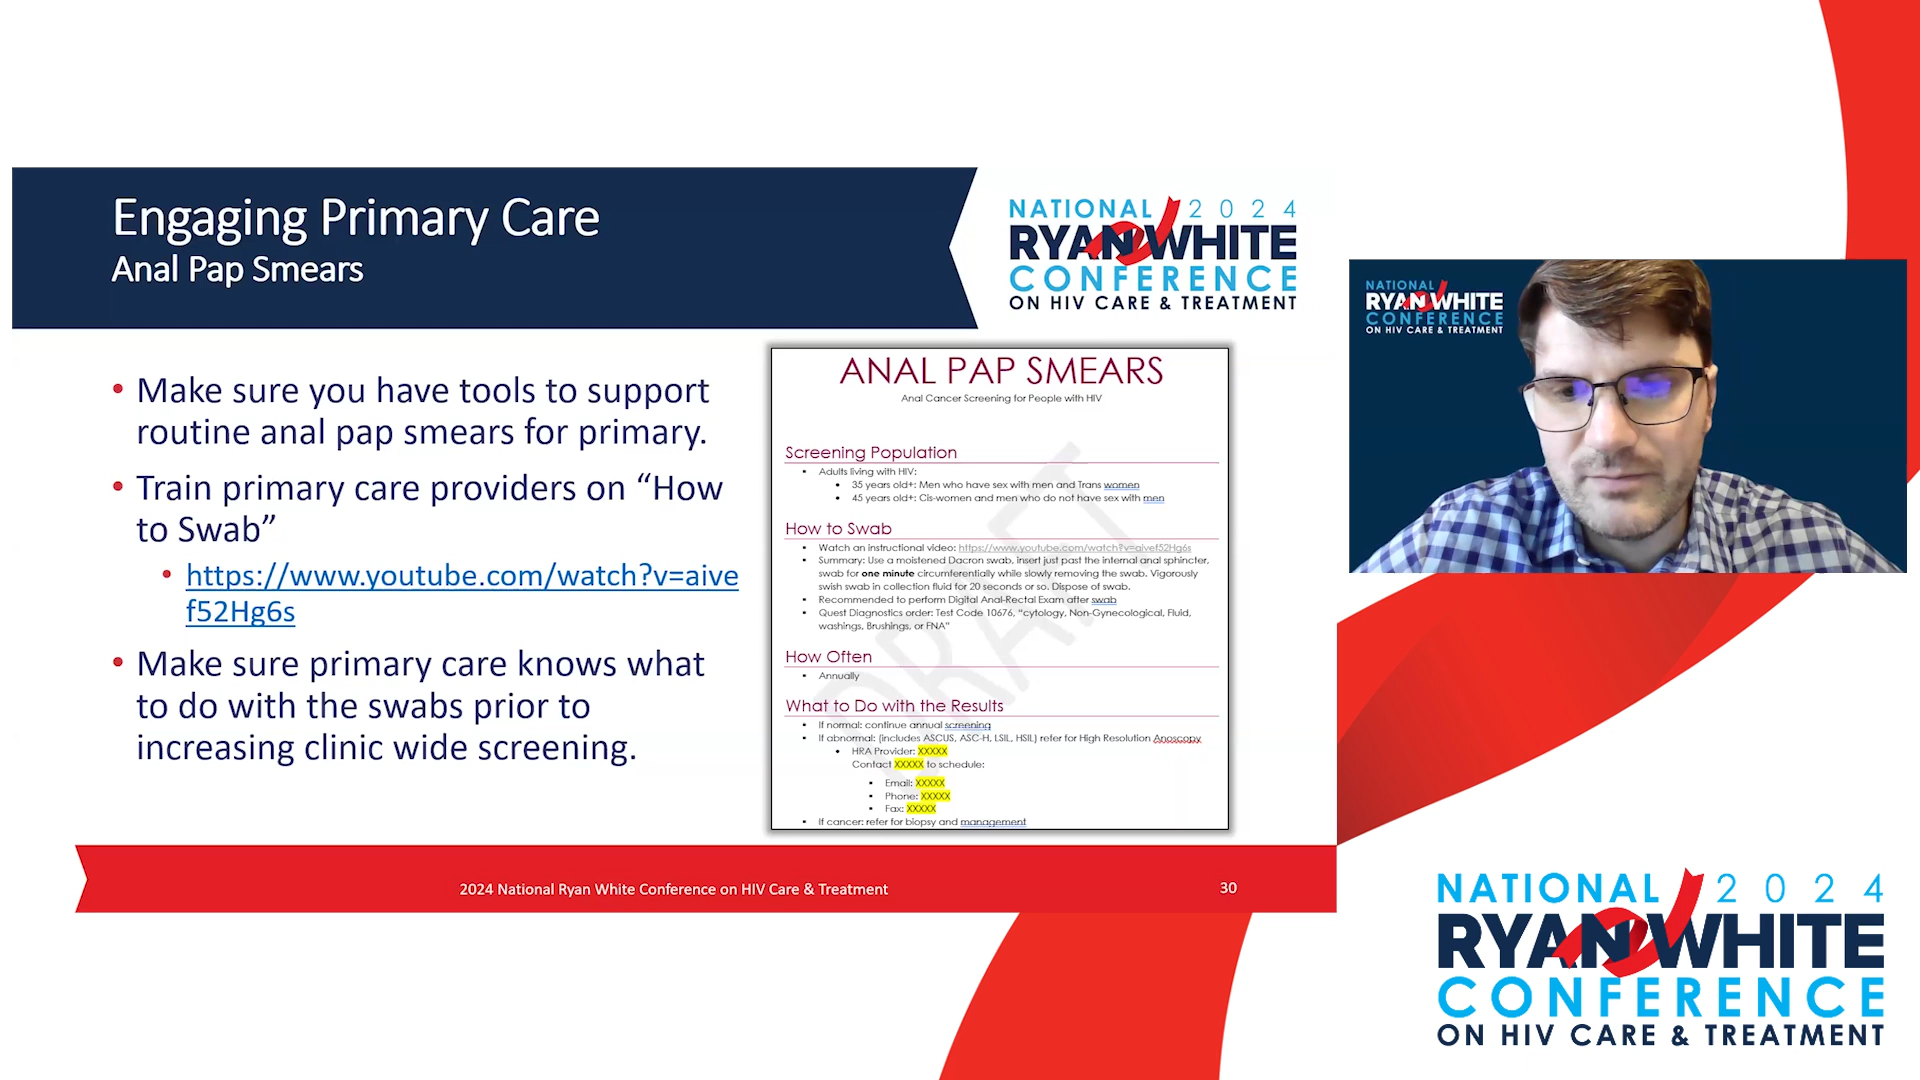 Engaging Primary Care
Anal Pap Smears
NATIONAL 2024
RYAN WHITE
CONFERENCE
ON HIV CARE & TREATMENT
• Make sure you have tools to support
routine anal pap smears for primary.
• Train primary care providers on “How
to Swab”
• https://www.youtube.com/watch?v=aive
f52Hg6s
• Make sure primary care knows what
to do with the swabs prior to
increasing clinic wide screening.
ANAL PAP SMEARS
Anal Cancer Screening for People with HIV
DRAFT
Screening Population
Adults living with HIV:
35 years old+: Men who have sex with men and Trans women
45 years old+: Cis-women and men who do not have sex with men
How to Swab
Watch an instructional video: https://www.youtube.com/watch?v=aivef52Hg6s
Summary: Use a moistened Dacron swab, insert just past the internal anal sphincter,
swab for one minute circumferentially while slowly removing the swab. Vigorously
swish swab in collection fluid for 20 seconds or so. Dispose of swab.
Recommended to perform Digital Anal-Rectal Exam after swab
Quest Diagnostics order: Test Code 10676, “cytology, Non-Gynecological, Fluid,
washings, Brushings, or FNA”
How Often
Annually
What to Do with the Results
If normal: continue annual screening
If abnormal: (includes ASCUS, ASC-H, LSIL, HSIL) refer for High Resolution Anoscopy
HRA Provider: XXXXX
Contact XXXXX to schedule:
Email: XXXXX
Phone: XXXXX
Fax: XXXXX
If cancer: refer for biopsy and management
2024 National Ryan White Conference on HIV Care & Treatment
30
NATIONAL
RYAN WHITE
CONFERENCE
ON HIV CARE & TREATMENT
NATIONAL 2024
RYAN WHITE
CONFERENCE
ON HIV CARE & TREATMENT